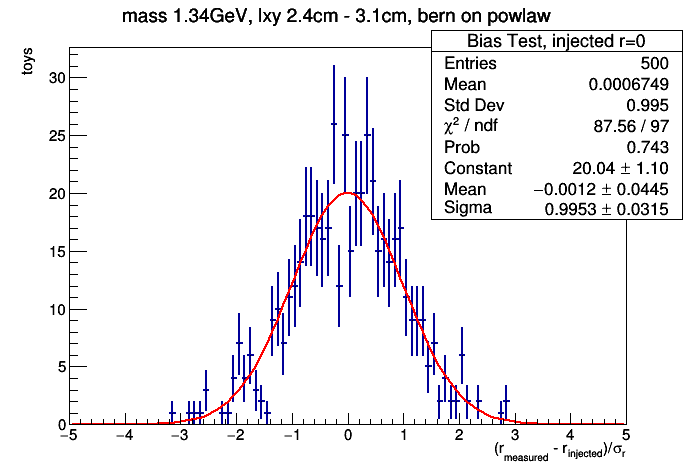 mass 1.34GeV, lxy 2.4cm - 3.1cm, bern on powlaw
Bias Test, injected r=0
Entries 500
Mean 0.0006749
Std Dev 0.995
χ² / ndf 87.56 / 97
Prob 0.743
Constant 20.04 ± 1.10
Mean −0.0012 ± 0.0445
Sigma 0.9953 ± 0.0315
toys
30
25
20
15
10
5
0
−5 −4 −3 −2 −1 0 1 2 3 4 5
(r_measured - r_injected)/σ_r